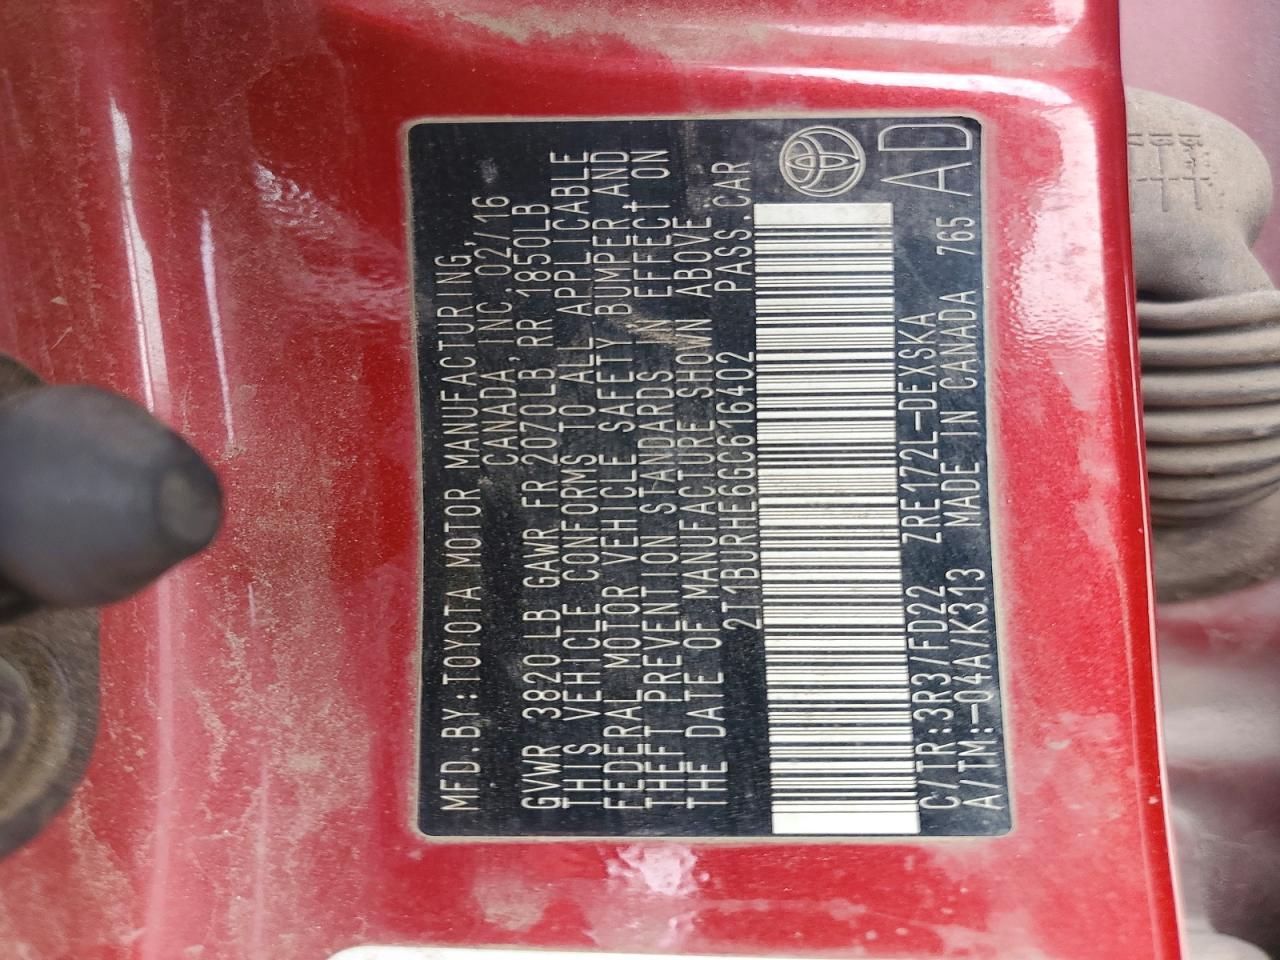 MFD.BY:TOYOTA MOTOR MANUFACTURING,
CANADA, INC. 02/16
GVWR 3820LB GAWR FR 2070LB, RR 1850LB
THIS VEHICLE CONFORMS TO ALL APPLICABLE
FEDERAL MOTOR VEHICLE SAFETY BUMPER, AND
THEFT PREVENTION STANDARDS IN EFFECT ON
THE DATE OF MANUFACTURE SHOWN ABOVE.
2T1BURHE6GC616402 PASS.CAR
C/TR:3R3/FD22 ZRE172L-DEXSKA
A/TM:-04A/K313 MADE IN CANADA 765
AD